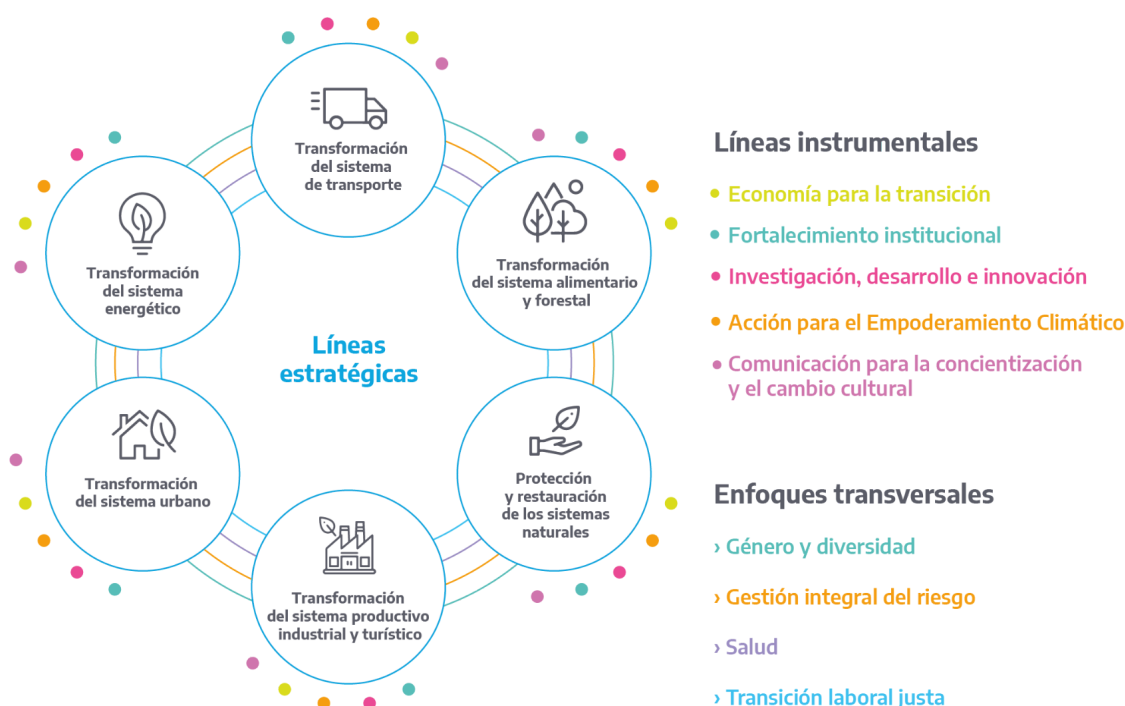 Transformación
del sistema
de transporte
Transformación
del sistema alimentario
y forestal
Transformación
del sistema
energético
Líneas
estratégicas
Transformación
del sistema urbano
Protección
y restauración
de los sistemas
naturales
Transformación
del sistema productivo
industrial y turístico
Líneas instrumentales
• Economía para la transición
• Fortalecimiento institucional
• Investigación, desarrollo e innovación
• Acción para el Empoderamiento Climático
• Comunicación para la concientización
y el cambio cultural
Enfoques transversales
› Género y diversidad
› Gestión integral del riesgo
› Salud
› Transición laboral justa